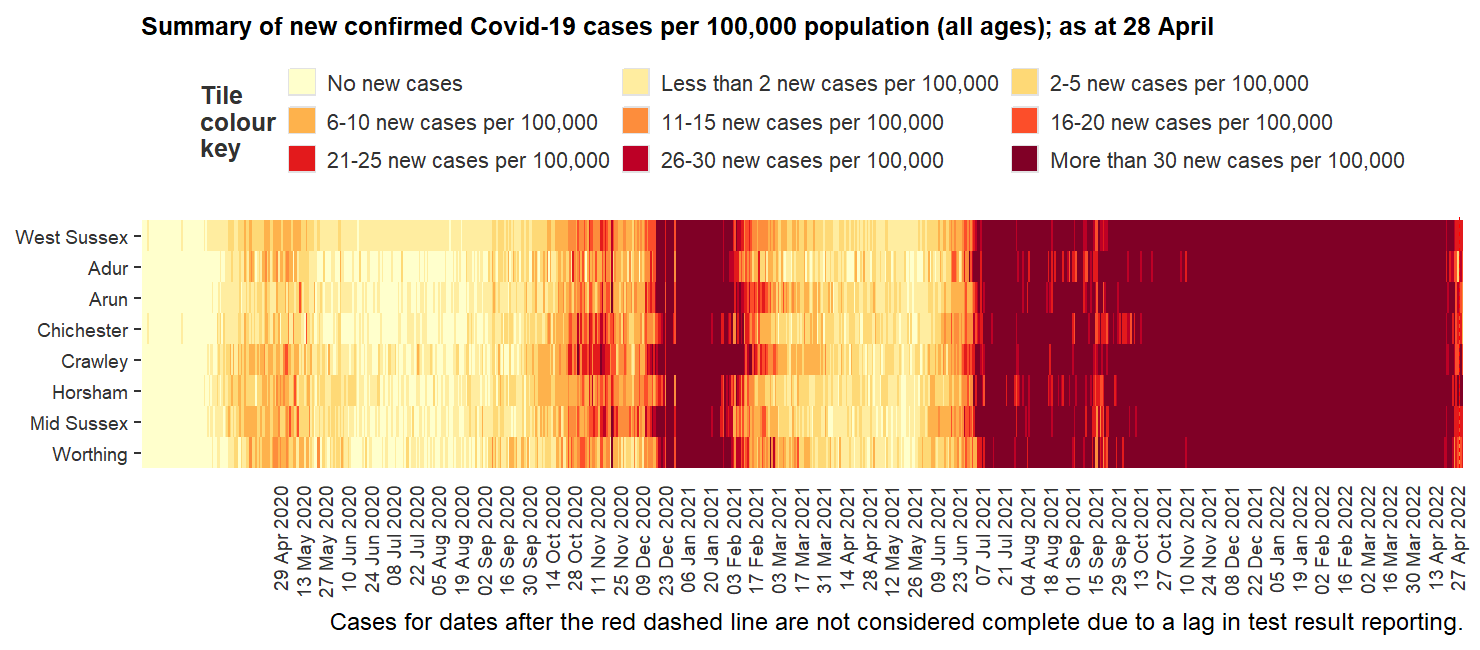 Summary of new confirmed Covid-19 cases per 100,000 population (all ages); as at 28 April
Tile
colour
key
No new cases
Less than 2 new cases per 100,000
2-5 new cases per 100,000
6-10 new cases per 100,000
11-15 new cases per 100,000
16-20 new cases per 100,000
21-25 new cases per 100,000
26-30 new cases per 100,000
More than 30 new cases per 100,000
West Sussex
Adur
Arun
Chichester
Crawley
Horsham
Mid Sussex
Worthing
29 Apr 2020
13 May 2020
27 May 2020
10 Jun 2020
24 Jun 2020
08 Jul 2020
22 Jul 2020
05 Aug 2020
19 Aug 2020
02 Sep 2020
16 Sep 2020
30 Sep 2020
14 Oct 2020
28 Oct 2020
11 Nov 2020
25 Nov 2020
09 Dec 2020
23 Dec 2020
06 Jan 2021
20 Jan 2021
03 Feb 2021
17 Feb 2021
03 Mar 2021
17 Mar 2021
31 Mar 2021
14 Apr 2021
28 Apr 2021
12 May 2021
26 May 2021
09 Jun 2021
23 Jun 2021
07 Jul 2021
21 Jul 2021
04 Aug 2021
18 Aug 2021
01 Sep 2021
15 Sep 2021
29 Sep 2021
13 Oct 2021
27 Oct 2021
10 Nov 2021
24 Nov 2021
08 Dec 2021
22 Dec 2021
05 Jan 2022
19 Jan 2022
02 Feb 2022
16 Feb 2022
02 Mar 2022
16 Mar 2022
30 Mar 2022
13 Apr 2022
27 Apr 2022
Cases for dates after the red dashed line are not considered complete due to a lag in test result reporting.